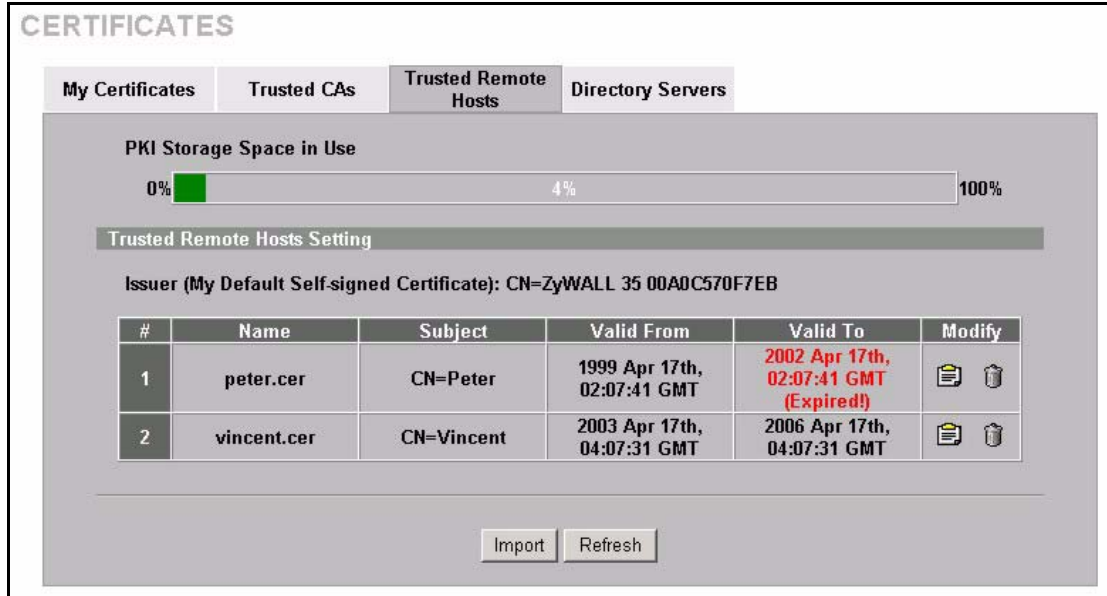 CERTIFICATES
My Certificates
Trusted CAs
Trusted Remote
Hosts
Directory Servers
PKI Storage Space in Use
0%
4%
100%
Trusted Remote Hosts Setting
Issuer (My Default Self-signed Certificate): CN=ZyWALL 35 00A0C570F7EB
# Name Subject Valid From Valid To Modify
1 peter.cer CN=Peter 1999 Apr 17th, 02:07:41 GMT 2002 Apr 17th, 02:07:41 GMT (Expired!)
2 vincent.cer CN=Vincent 2003 Apr 17th, 04:07:31 GMT 2006 Apr 17th, 04:07:31 GMT
Import
Refresh